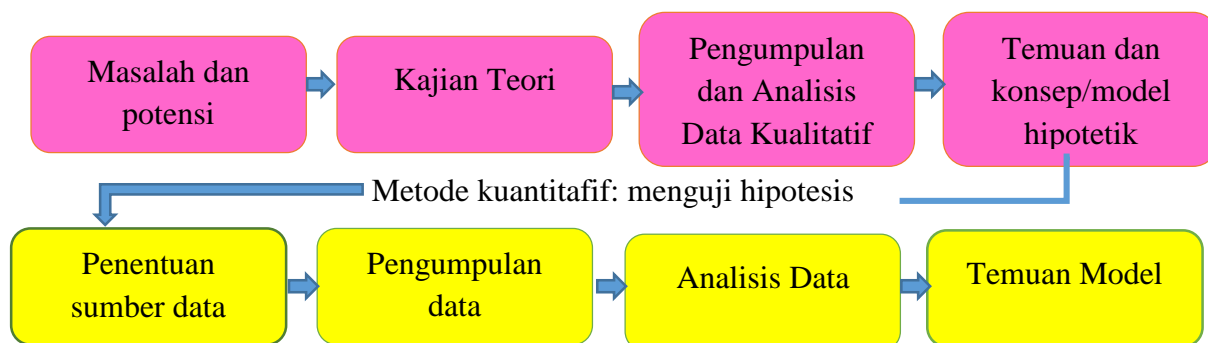 Masalah dan
potensi
Kajian Teori
Pengumpulan
dan Analisis
Data Kualitatif
Temuan dan
konsep/model
hipotetik
Metode kuantitafif: menguji hipotesis
Penentuan
sumber data
Pengumpulan
data
Analisis Data
Temuan Model